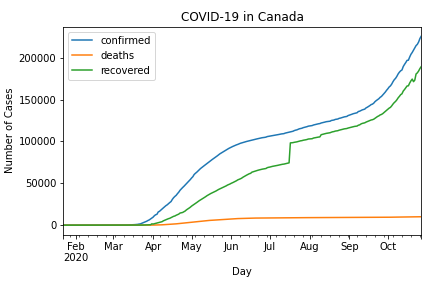 COVID-19 in Canada
confirmed
deaths
recovered
Number of Cases
200000
150000
100000
50000
0
Feb Mar Apr May Jun Jul Aug Sep Oct
2020
Day